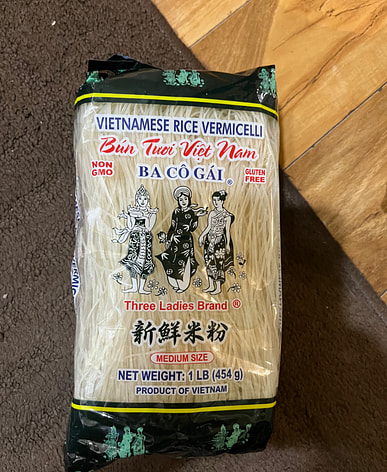 VIETNAMESE RICE VERMICELLI
Bún Tươi Việt Nam
NON
GMO
BA CÔ GÁI ®
GLUTEN
FREE
Three Ladies Brand ®
新鮮米粉
MEDIUM SIZE
NET WEIGHT: 1 LB (454 g)
PRODUCT OF VIETNAM